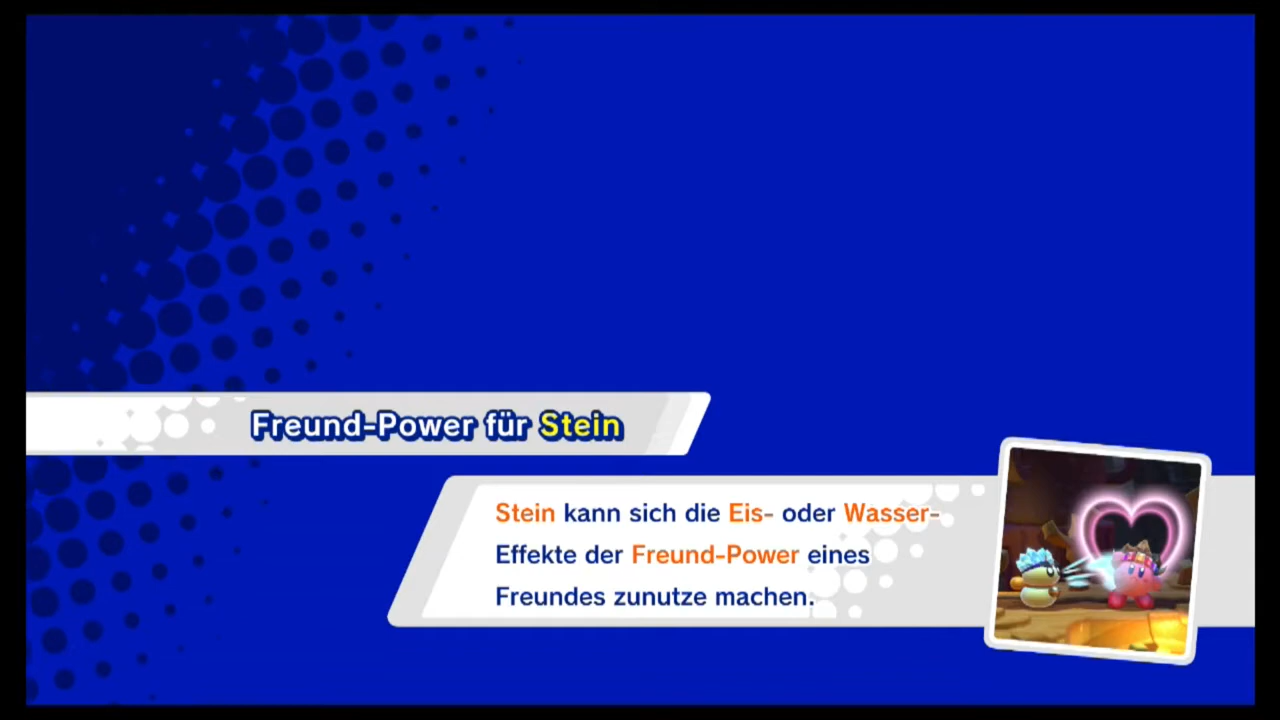 Freund-Power für Stein
Stein kann sich die Eis- oder Wasser-
Effekte der Freund-Power eines
Freundes zunutze machen.